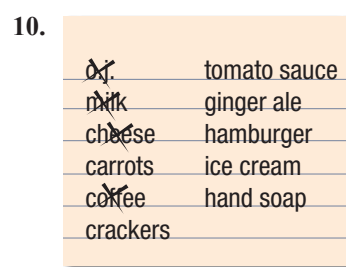 10.
o.j. tomato sauce
milk ginger ale
cheese hamburger
carrots ice cream
coffee hand soap
crackers